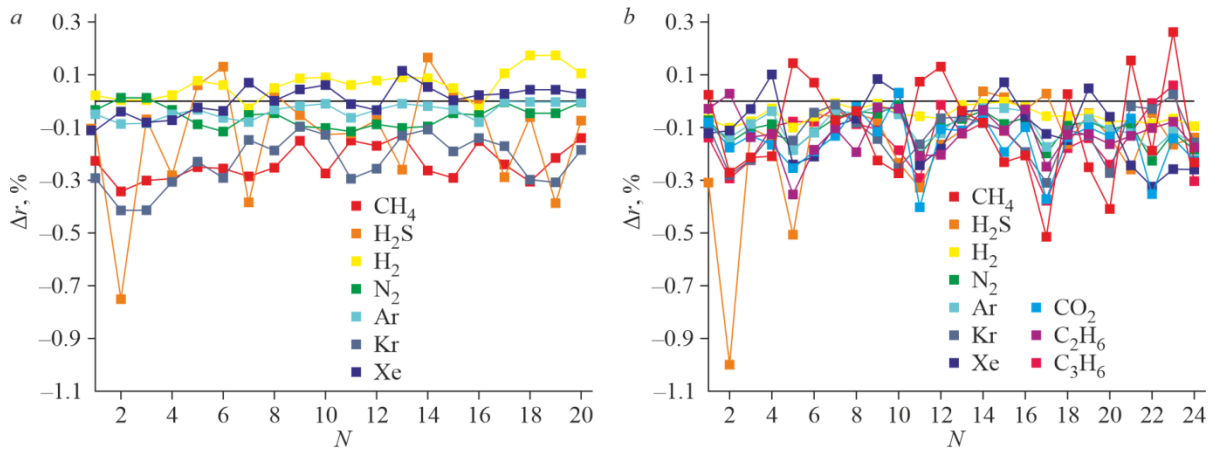 a
0.3
0.1
–0.1
–0.3
–0.5
–0.7
–0.9
–1.1
Δr, %
2 4 6 8 10 12 14 16 18 20
N
CH₄
H₂S
H₂
N₂
Ar
Kr
Xe
b
0.3
0.1
–0.1
–0.3
–0.5
–0.7
–0.9
–1.1
Δr, %
2 4 6 8 10 12 14 16 18 20 22 24
N
CH₄
H₂S
H₂
N₂
Ar
Kr
Xe
CO₂
C₂H₆
C₃H₆